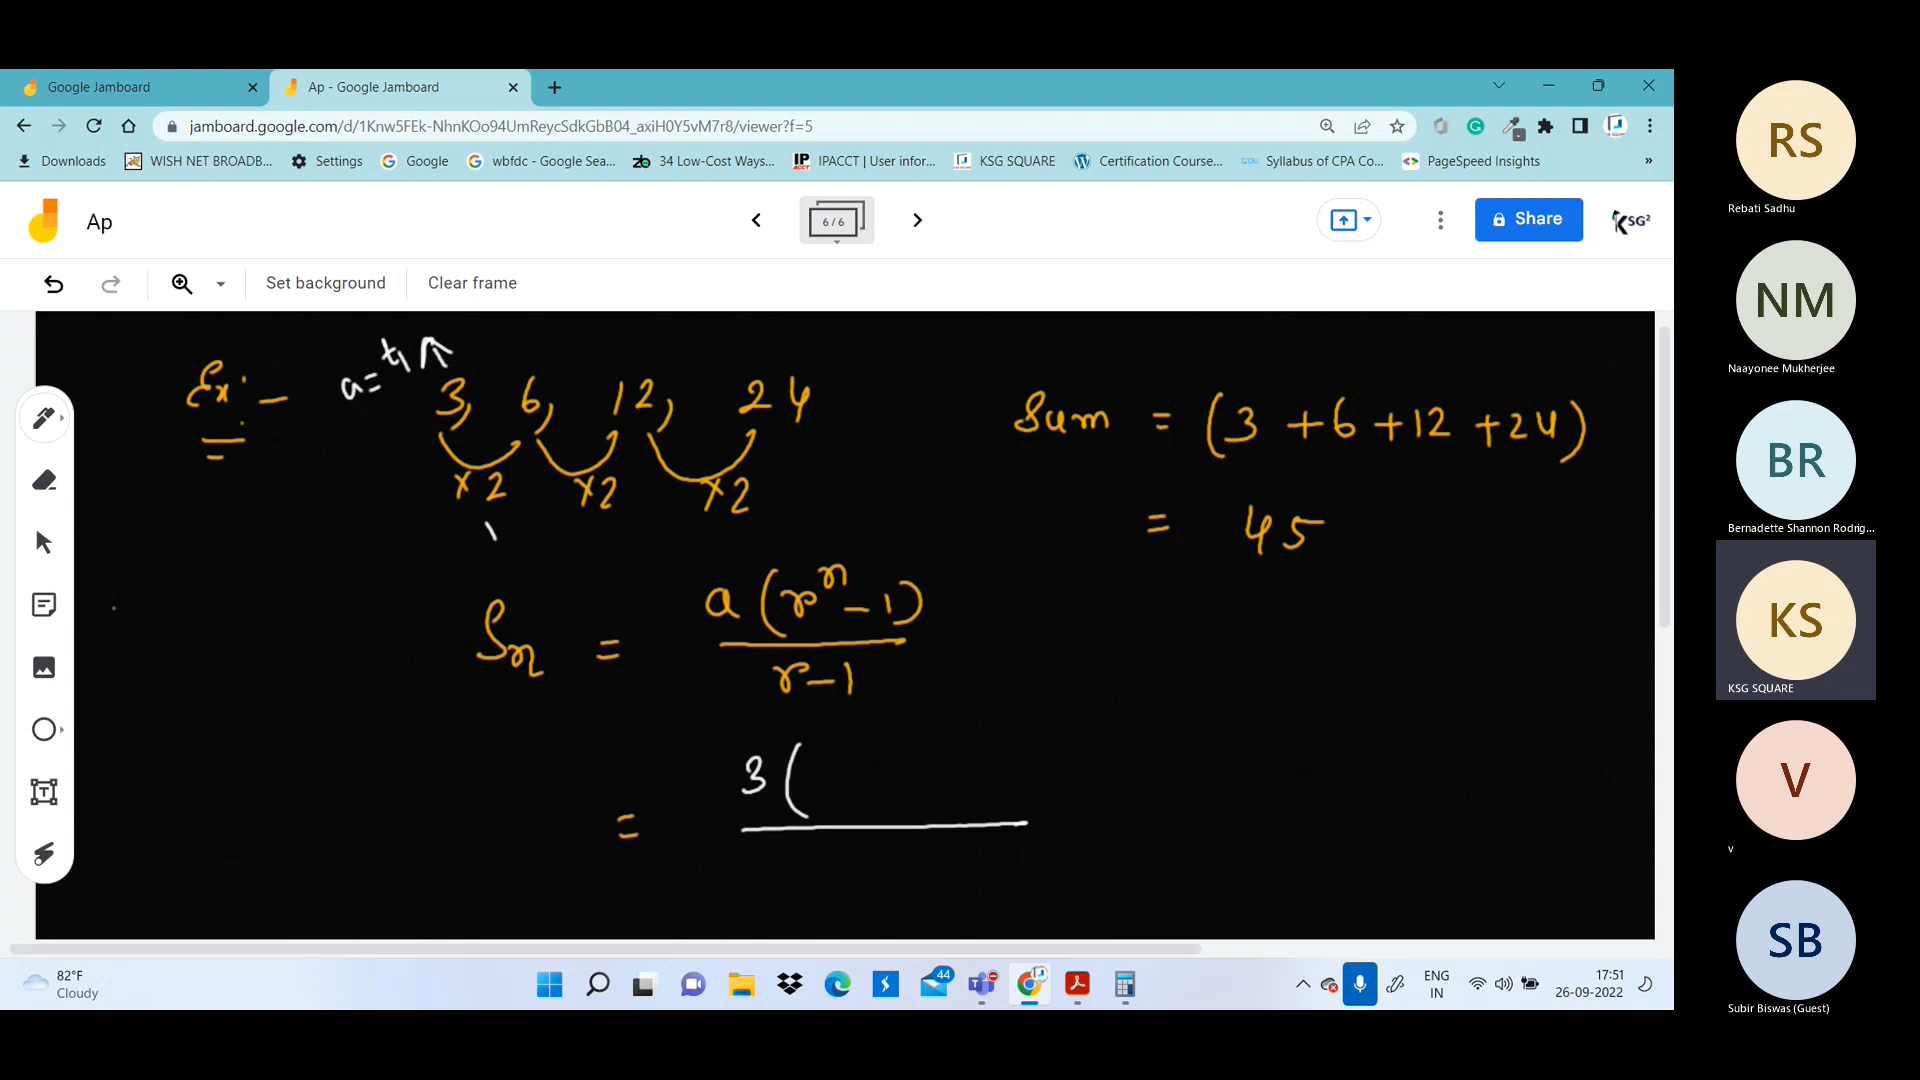 Google Jamboard
Ap - Google Jamboard
jamboard.google.com/d/1Knw5FEk-NhnKOo94UmReycSdkGbB04_axiH0Y5vM7r8/viewer?f=5
Downloads
WISH NET BROADB...
Settings
Google
wbfdc - Google Sea...
34 Low-Cost Ways...
IPACCT | User infor...
KSG SQUARE
Certification Course...
Syllabus of CPA Co...
PageSpeed Insights
»
Ap
6 / 6
Share
KSG²
Set background
Clear frame
Ex: –
a = t₁
3, 6, 12, 24
×2 ×2 ×2
Sum = (3 + 6 + 12 + 24)
= 45
Sn = a (rⁿ – 1)
r – 1
= 3 (
RS
Rebati Sadhu
NM
Naayonee Mukherjee
BR
Bernadette Shannon Rodrig...
KS
KSG SQUARE
V
v
SB
Subir Biswas (Guest)
82°F
Cloudy
44
ENG
IN
17:51
26-09-2022